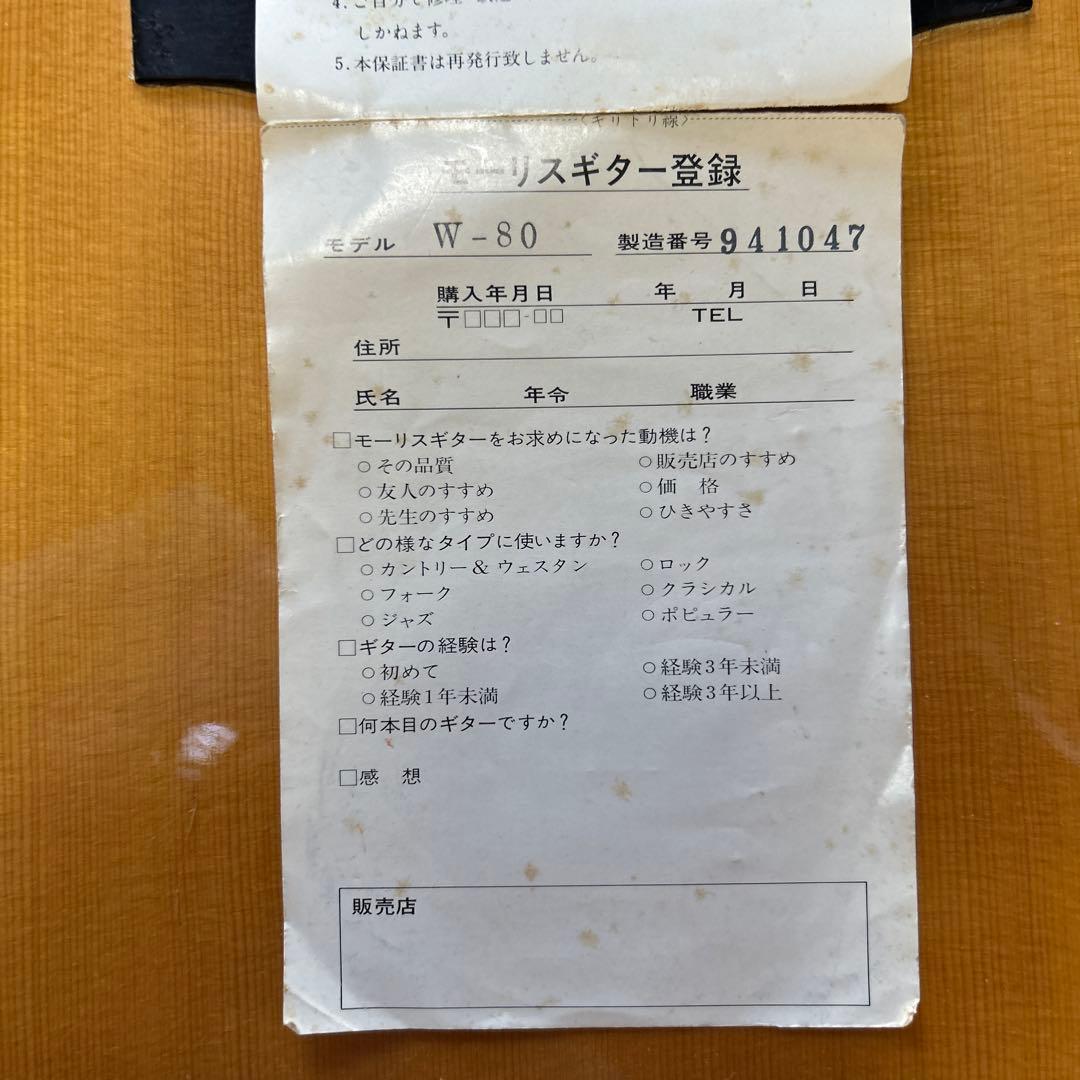 4.ご自分で修理
しかねます。
5.本保証書は再発行致しません。
〈キリトリ線〉
モーリスギター登録
モデル W-80 製造番号 941047
購入年月日 年 月 日
〒□□□-□□ TEL
住所
氏名 年令 職業
□モーリスギターをお求めになった動機は?
○その品質 ○販売店のすすめ
○友人のすすめ ○価 格
○先生のすすめ ○ひきやすさ
□どの様なタイプに使いますか?
○カントリー&ウェスタン ○ロック
○フォーク ○クラシカル
○ジャズ ○ポピュラー
□ギターの経験は?
○初めて ○経験3年未満
○経験1年未満 ○経験3年以上
□何本目のギターですか?
□感 想
販売店